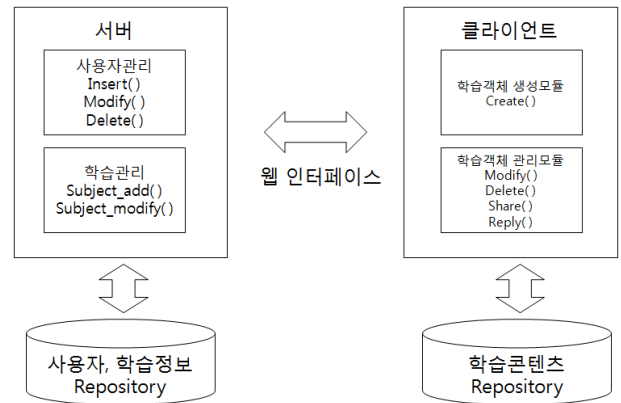 서버
사용자관리
Insert( )
Modify( )
Delete( )
학습관리
Subject_add( )
Subject_modify( )
웹 인터페이스
클라이언트
학습객체 생성모듈
Create( )
학습객체 관리모듈
Modify( )
Delete( )
Share( )
Reply( )
사용자, 학습정보
Repository
학습콘텐츠
Repository